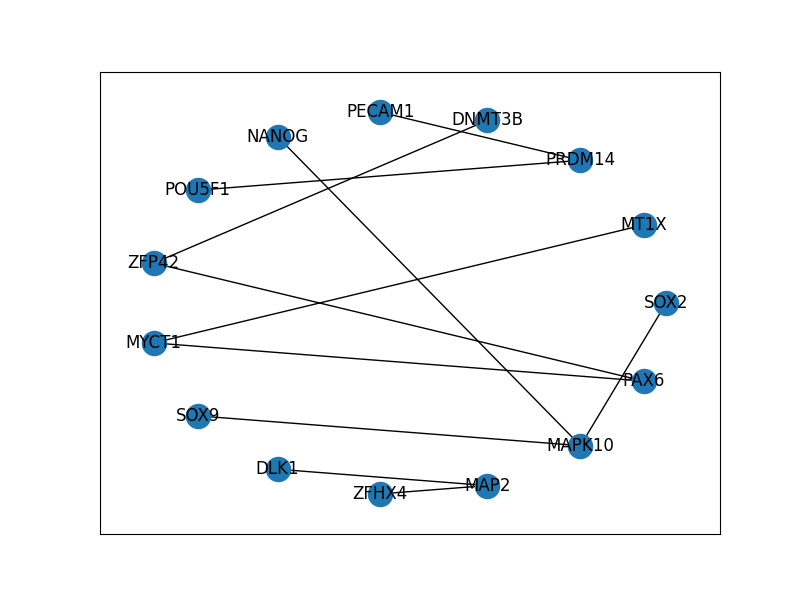 PECAM1
DNMT3B
NANOG
PRDM14
POU5F1
MT1X
ZFP42
SOX2
MYCT1
PAX6
SOX9
MAPK10
DLK1
MAP2
ZFHX4